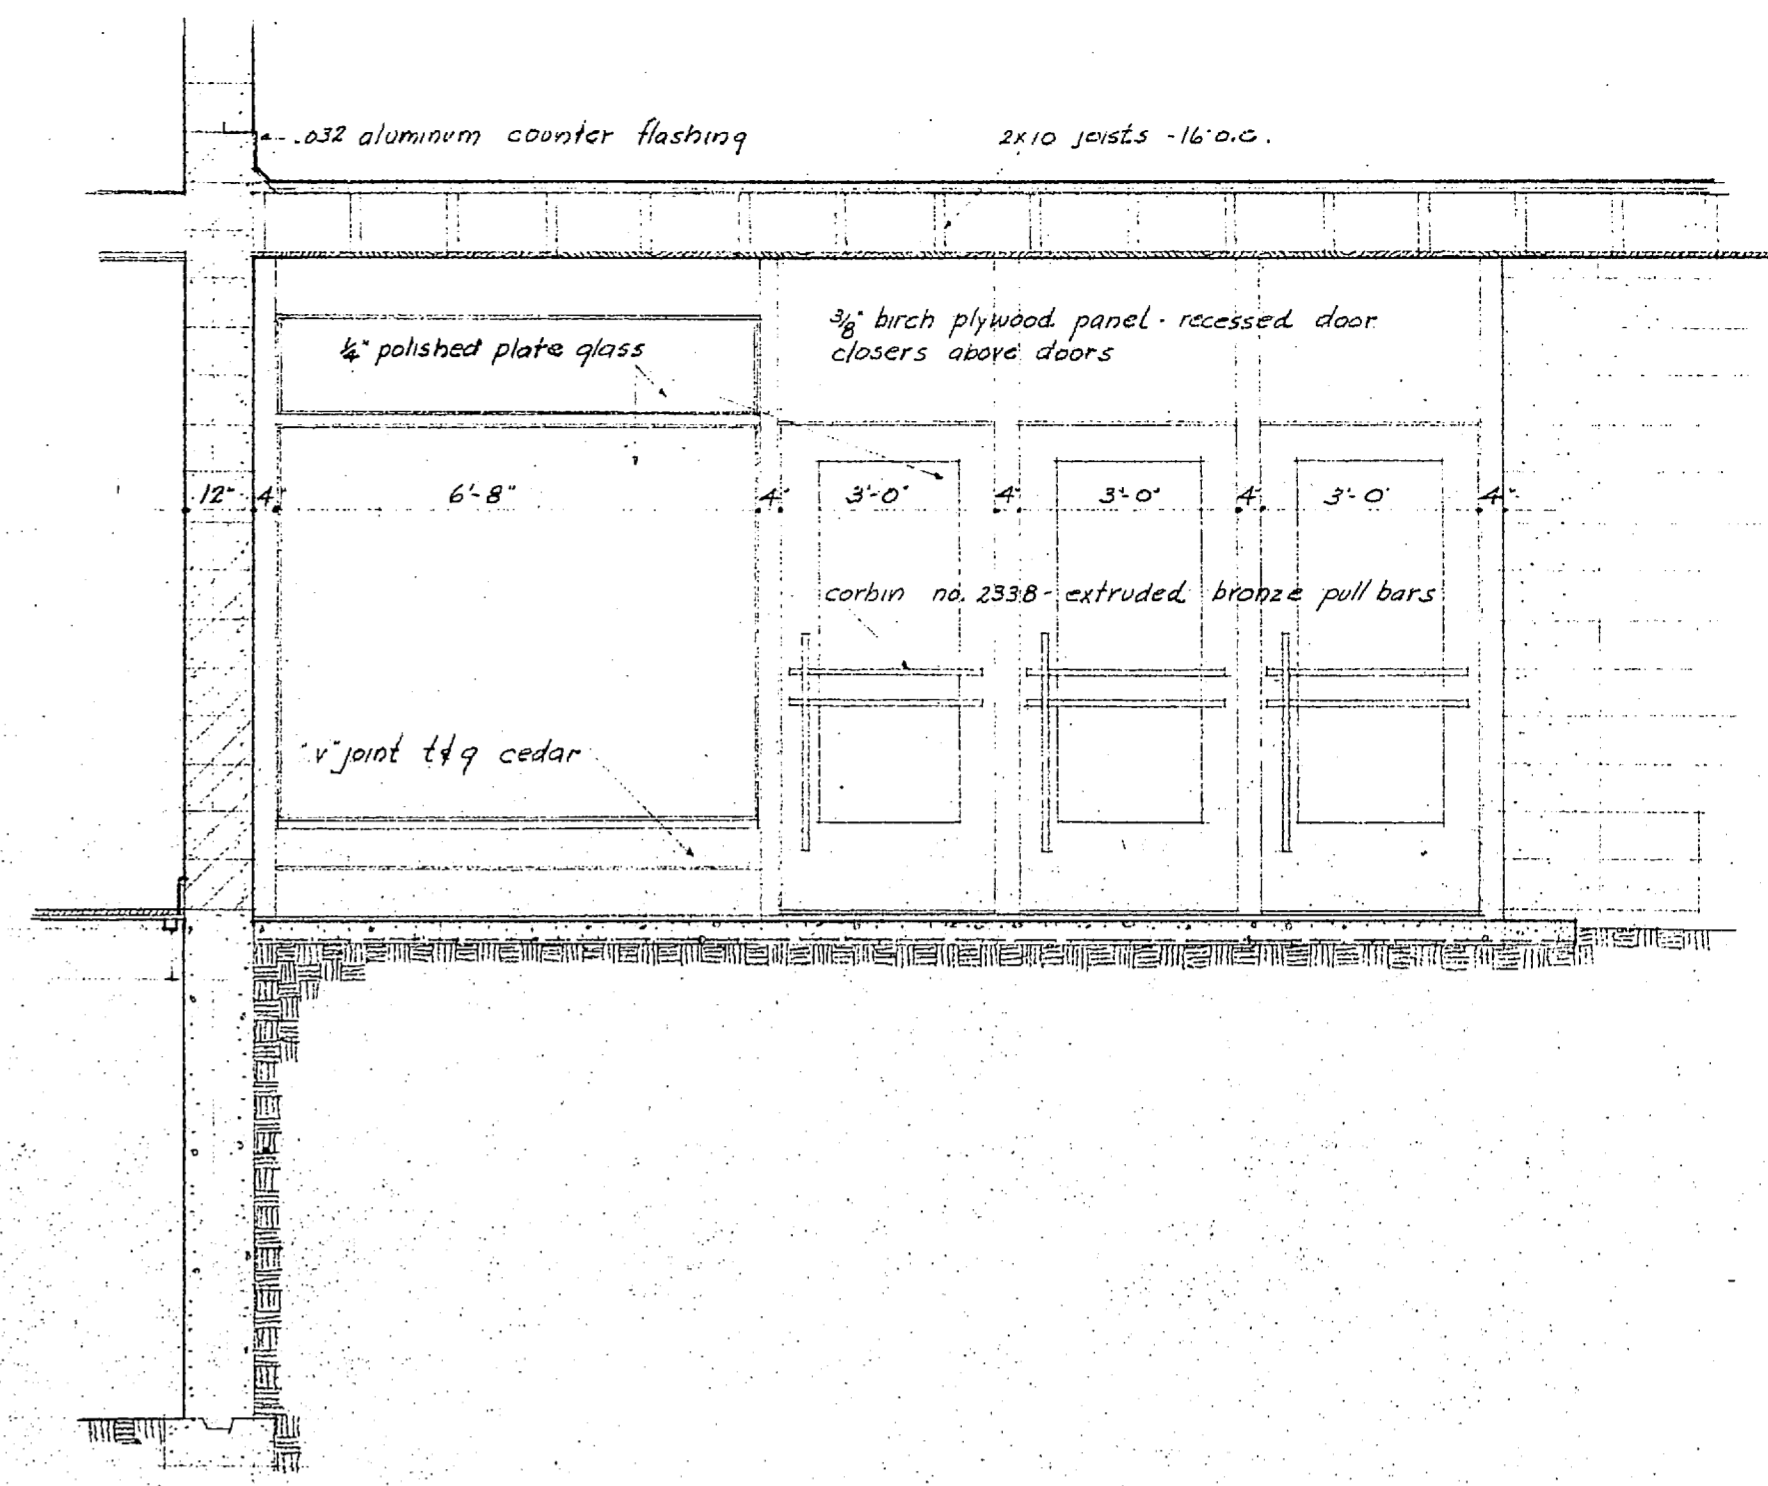 .032 aluminum counter flashing
2x10 joists - 16" o.c.
3/8" birch plywood panel - recessed door
closers above doors
1/4" polished plate glass
12" 4" 6'-8" 4" 3'-0" 4" 3'-0" 4" 3'-0" 4"
corbin no. 2338 - extruded bronze pull bars
"v" joint t&g cedar